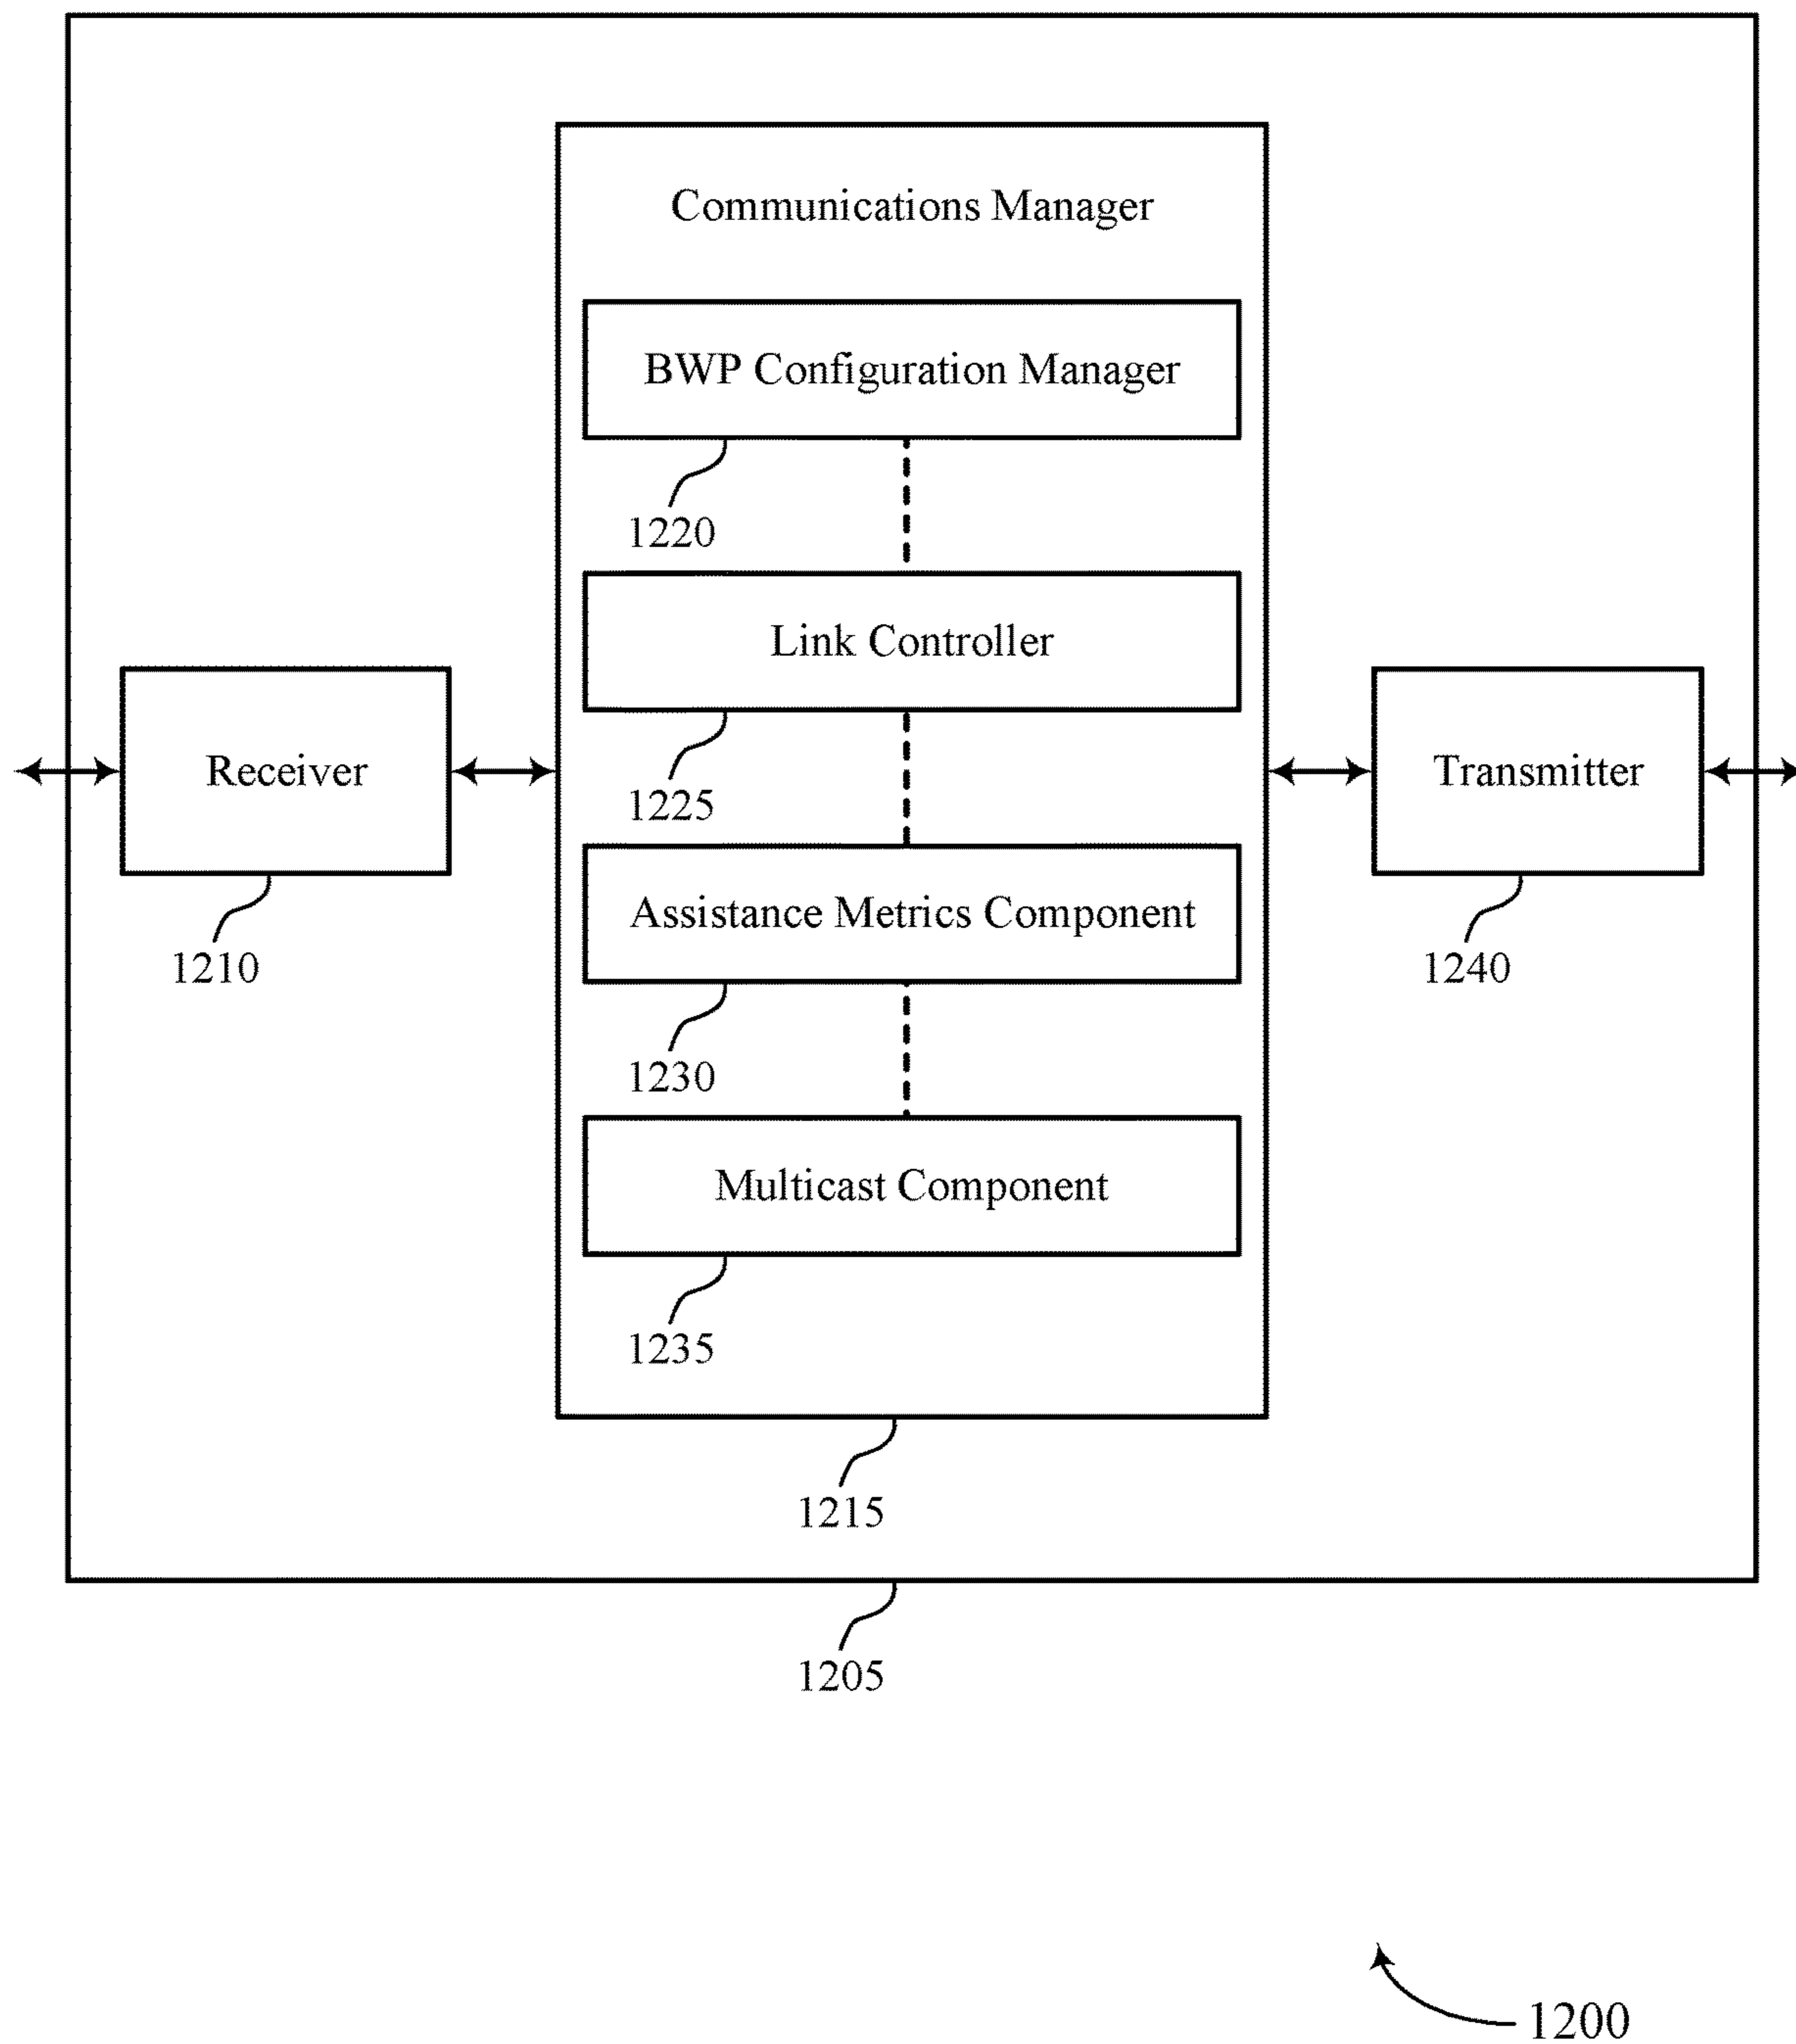 Communications Manager
BWP Configuration Manager
1220
Link Controller
1225
Receiver
1210
Transmitter
1240
Assistance Metrics Component
1230
Multicast Component
1235
1215
1205
1200